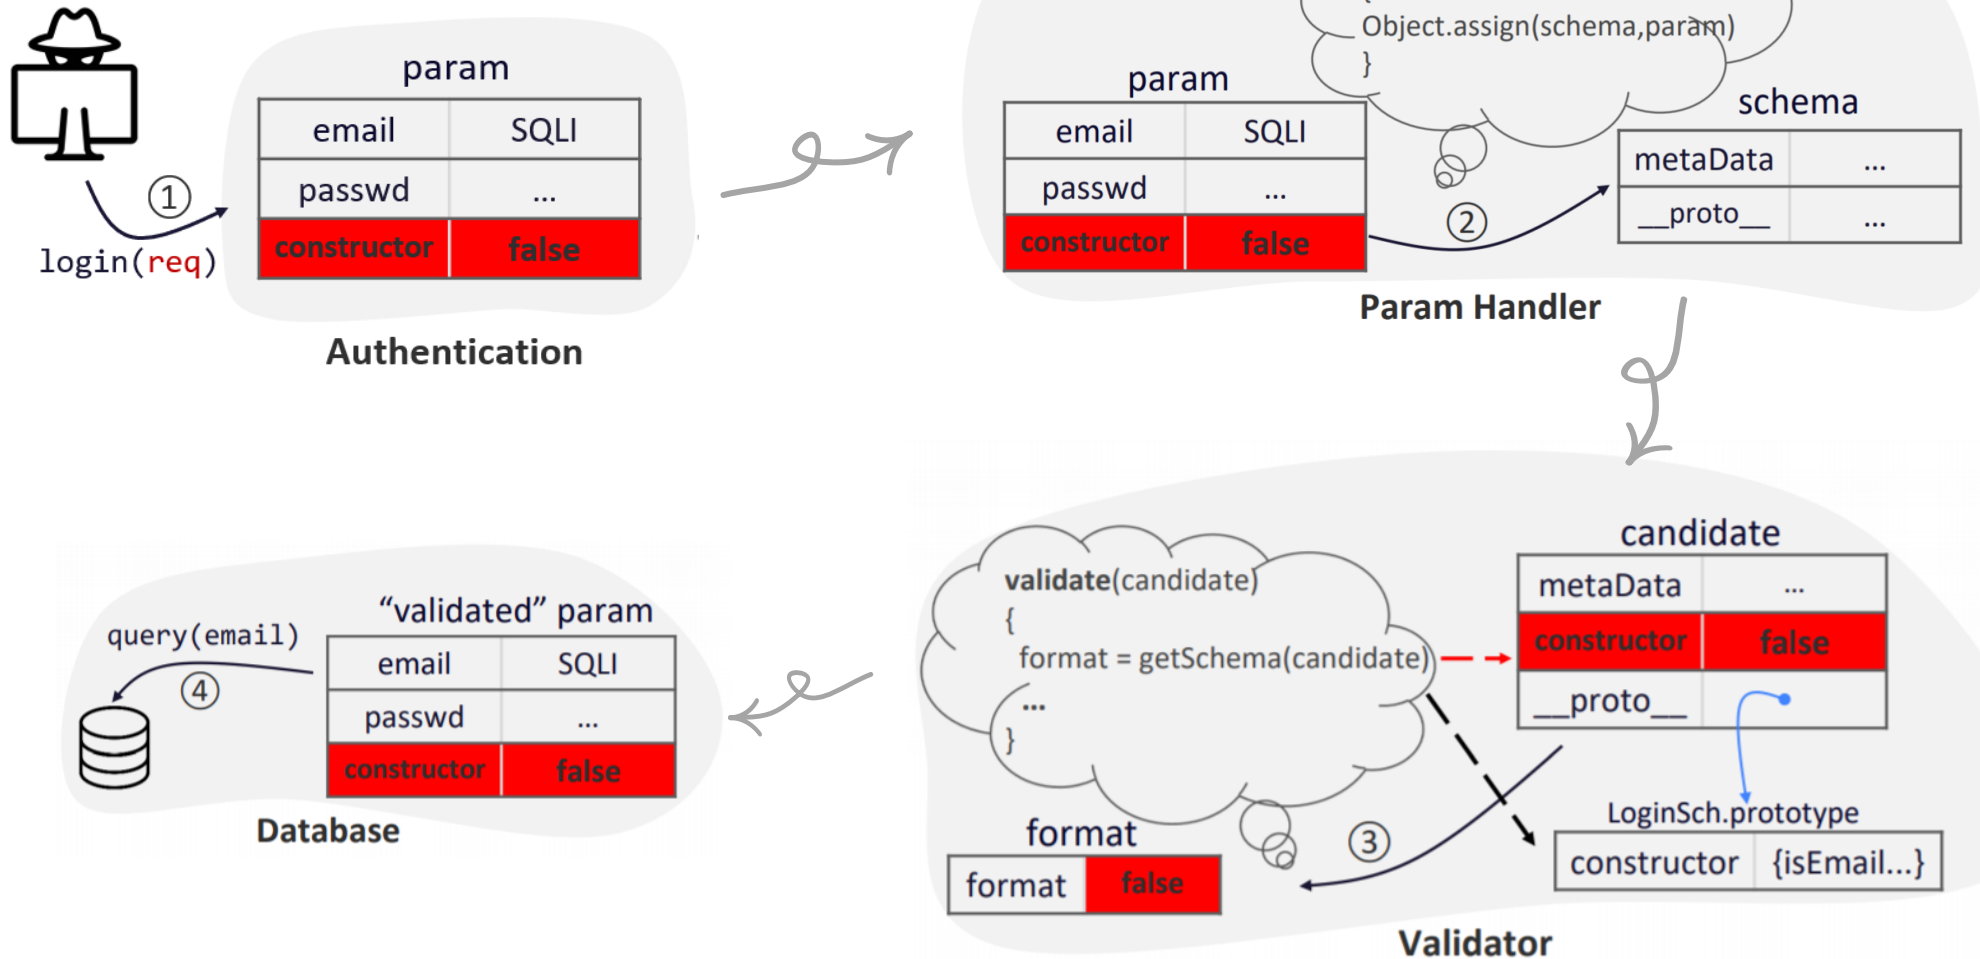 param
email SQLI
passwd ...
constructor false
①
login(req)
Authentication
{
Object.assign(schema,param)
}
param
email SQLI
passwd ...
constructor false
②
schema
metaData ...
__proto__ ...
Param Handler
validate(candidate)
{
format = getSchema(candidate)
...
}
candidate
metaData ...
constructor false
__proto__
LoginSch.prototype
constructor {isEmail...}
③
format
format false
Validator
“validated” param
email SQLI
passwd ...
constructor false
query(email)
④
Database